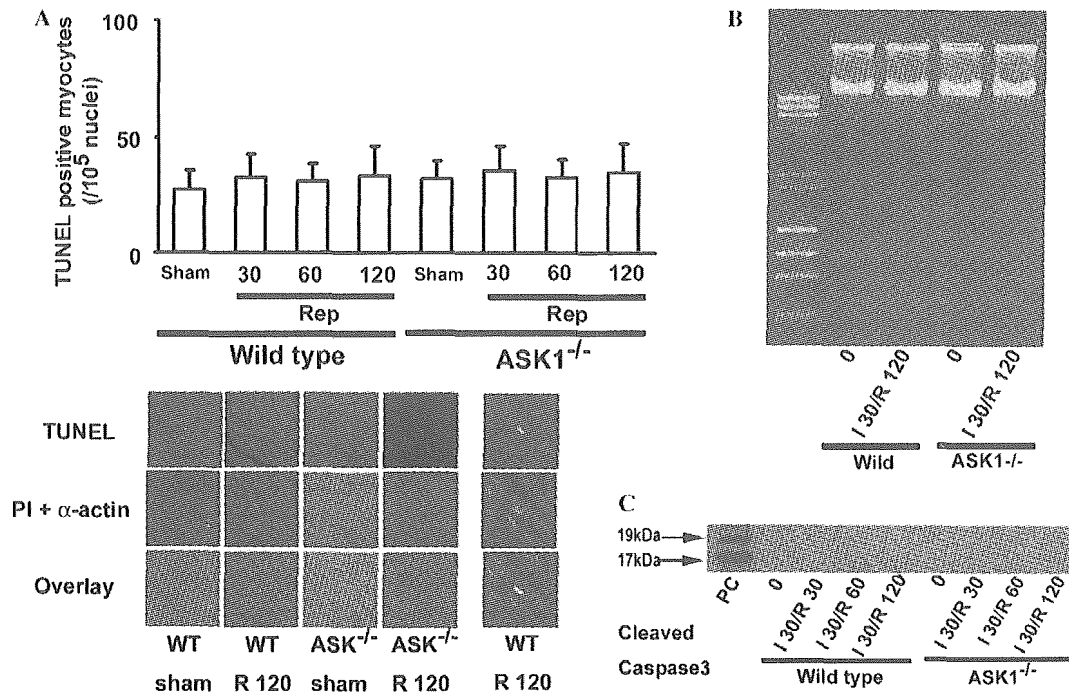 A
TUNEL positive myocytes
(/10⁵ nuclei)
100
50
0
Sham 30 60 120 Sham 30 60 120
Rep Rep
Wild type ASK1⁻/⁻
TUNEL
PI + α-actin
Overlay
WT WT ASK⁻/⁻ ASK⁻/⁻ WT
sham R 120 sham R 120 R 120
B
0 I 30/R 120 0 I 30/R 120
Wild ASK1-/-
C
19kDa
17kDa
PC 0 I 30/R 30 I 30/R 60 I 30/R 120 0 I 30/R 30 I 30/R 60 I 30/R 120
Cleaved
Caspase3
Wild type ASK1⁻/⁻